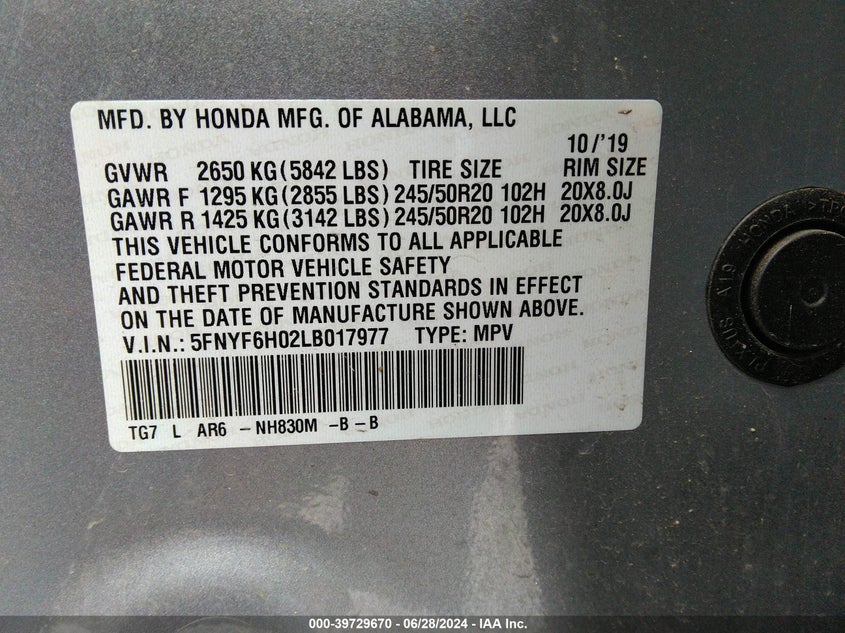 MFD. BY HONDA MFG. OF ALABAMA, LLC
10/'19
GVWR 2650 KG (5842 LBS) TIRE SIZE RIM SIZE
GAWR F 1295 KG (2855 LBS) 245/50R20 102H 20X8.0J
GAWR R 1425 KG (3142 LBS) 245/50R20 102H 20X8.0J
THIS VEHICLE CONFORMS TO ALL APPLICABLE
FEDERAL MOTOR VEHICLE SAFETY
AND THEFT PREVENTION STANDARDS IN EFFECT
ON THE DATE OF MANUFACTURE SHOWN ABOVE.
V.I.N.: 5FNYF6H02LB017977 TYPE: MPV
TG7 L AR6 - NH830M - B - B
HONDA
000-39729670 - 06/28/2024 - IAA Inc.